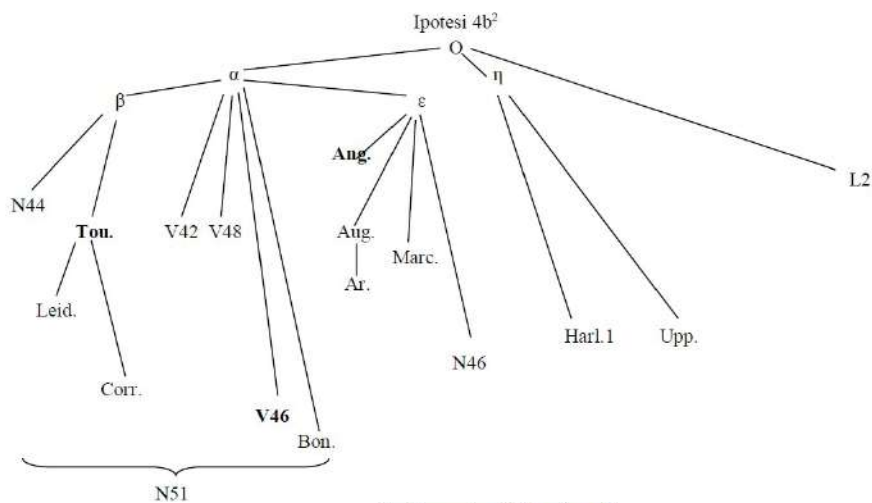 Ipotesi 4b²
O
α
η
β
ε
Ang.
L2
N44
Tou.
V42
V48
Aug.
Marc.
Ar.
Leid.
Harl.1
Upp.
N46
Corr.
V46
Bon.
N51